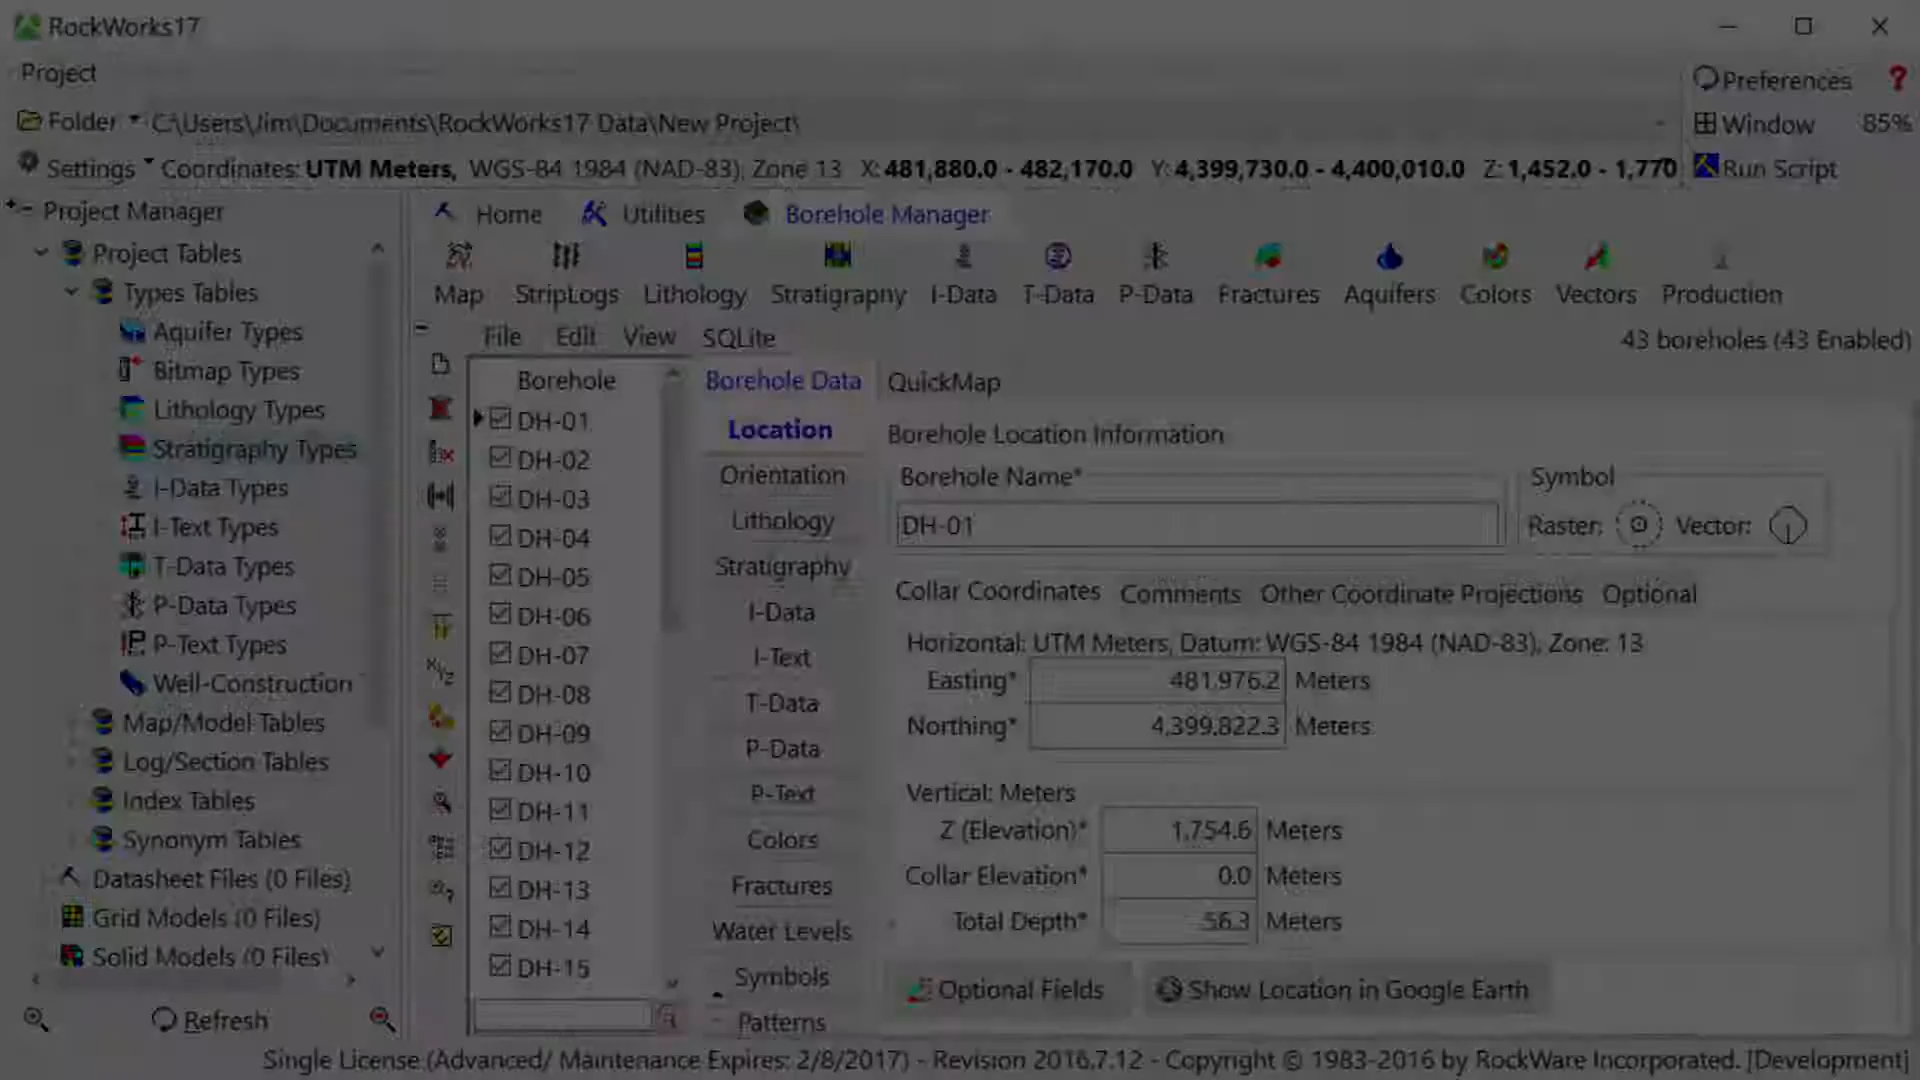 RockWorks17
Project
Preferences ?
Folder C:\Users\Jim\Documents\RockWorks17 Data\New Project\
Window 85%
Settings Coordinates: UTM Meters, WGS-84 1984 (NAD-83), Zone 13 X: 481,880.0 - 482,170.0 Y: 4,399,730.0 - 4,400,010.0 Z: 1,452.0 - 1,770
Run Script
Project Manager
Project Tables
Types Tables
Aquifer Types
Bitmap Types
Lithology Types
Stratigraphy Types
I-Data Types
I-Text Types
T-Data Types
P-Data Types
P-Text Types
Well-Construction
Map/Model Tables
Log/Section Tables
Index Tables
Synonym Tables
Datasheet Files (0 Files)
Grid Models (0 Files)
Solid Models (0 Files)
Refresh
Home Utilities Borehole Manager
Map StripLogs Lithology Stratigraphy I-Data T-Data P-Data Fractures Aquifers Colors Vectors Production
File Edit View SQLite
43 boreholes (43 Enabled)
Borehole
DH-01
DH-02
DH-03
DH-04
DH-05
DH-06
DH-07
DH-08
DH-09
DH-10
DH-11
DH-12
DH-13
DH-14
DH-15
Borehole Data QuickMap
Location
Orientation
Lithology
Stratigraphy
I-Data
I-Text
T-Data
P-Data
P-Text
Colors
Fractures
Water Levels
Symbols
Patterns
Borehole Location Information
Borehole Name*
DH-01
Symbol
Raster: Vector:
Collar Coordinates Comments Other Coordinate Projections Optional
Horizontal: UTM Meters, Datum: WGS-84 1984 (NAD-83), Zone: 13
Easting* 481,976.2 Meters
Northing* 4,399,822.3 Meters
Vertical: Meters
Z (Elevation)* 1,754.6 Meters
Collar Elevation* 0.0 Meters
Total Depth* 56.3 Meters
Optional Fields Show Location in Google Earth
Single License (Advanced/ Maintenance Expires: 2/8/2017) - Revision 2016.7.12 - Copyright © 1983-2016 by RockWare Incorporated. [Development]